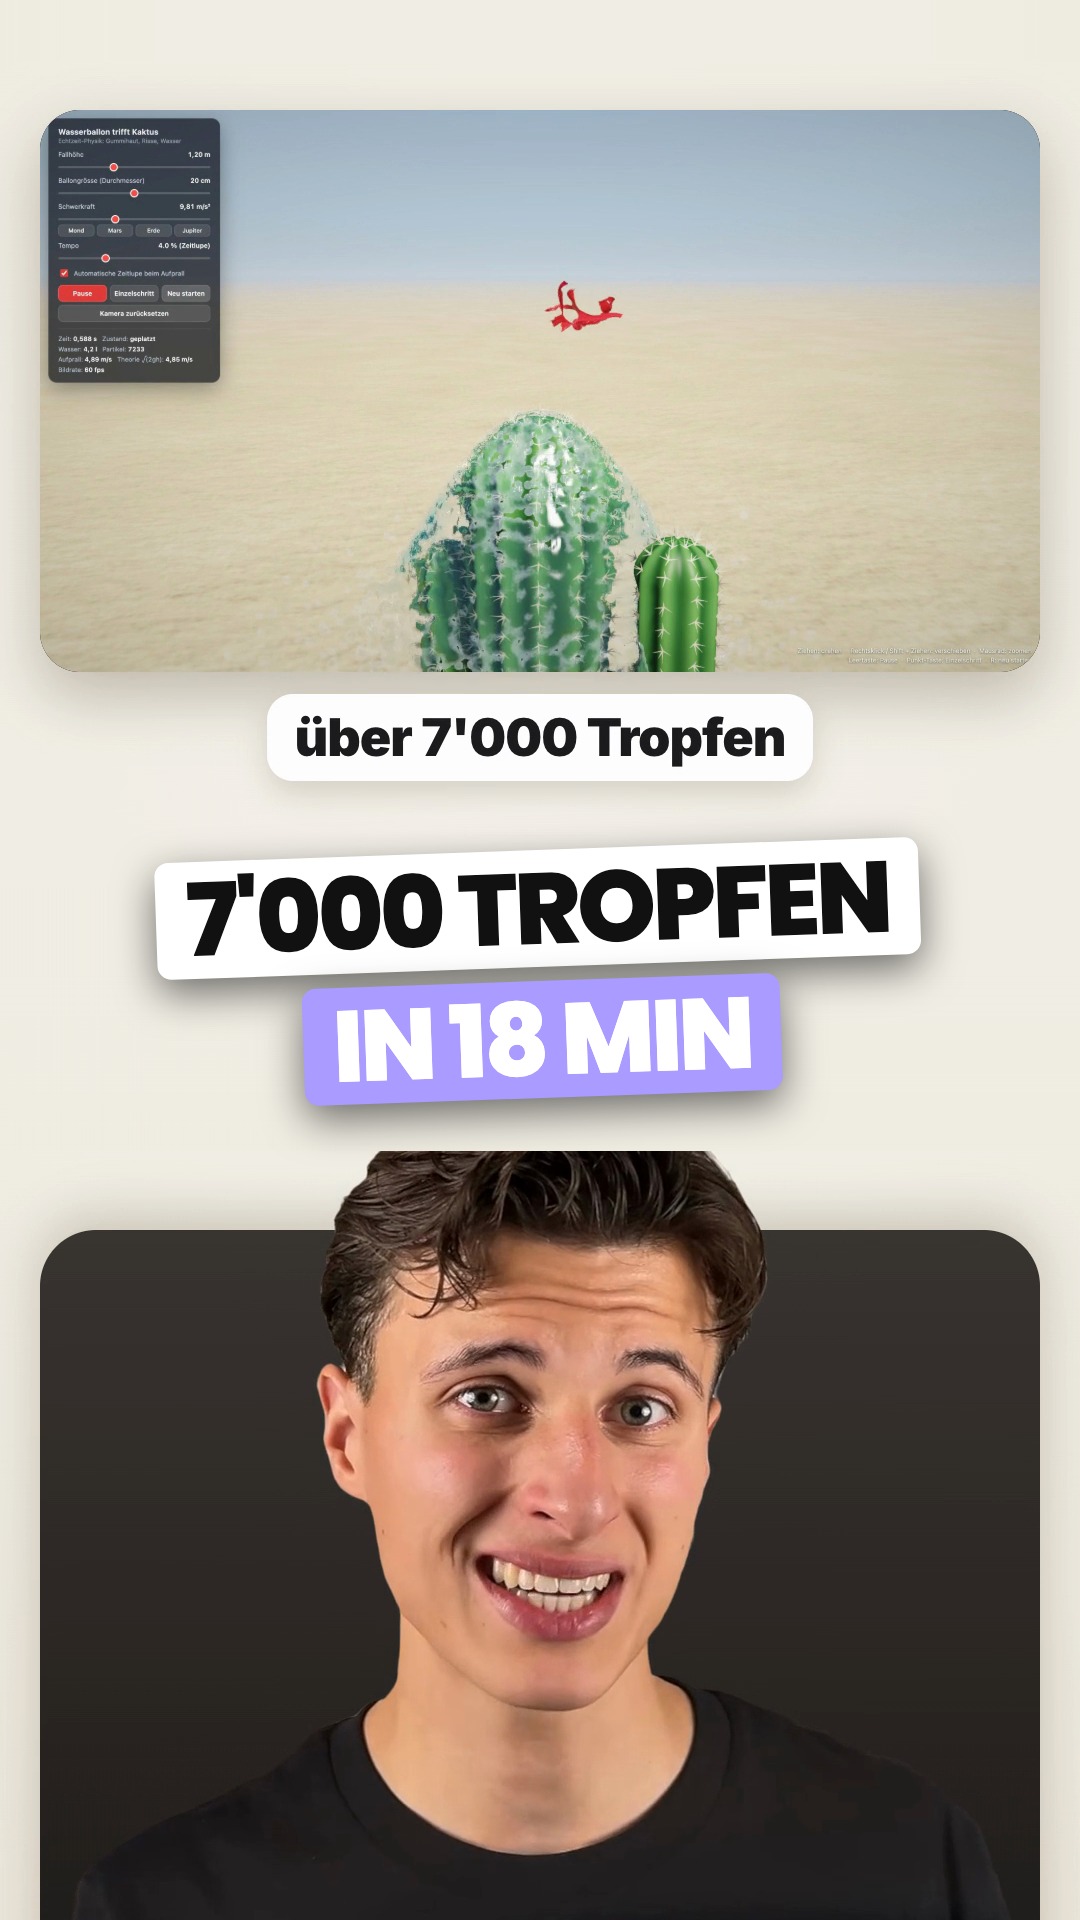 Wasserballon trifft Kaktus
Echtzeit-Physik: Gummihaut, Risse, Wasser
Fallhöhe 1,20 m
Ballongrösse (Durchmesser) 20 cm
Schwerkraft 9,81 m/s²
Mond Mars Erde Jupiter
Tempo 4.0 % (Zeitlupe)
Automatische Zeitlupe beim Aufprall
Pause Einzelschritt Neu starten
Kamera zurücksetzen
Zeit: 0,588 s Zustand: geplatzt
Wasser: 4,2 l Partikel: 7233
Aufprall: 4,89 m/s Theorie √(2gh): 4,85 m/s
Bildrate: 60 fps
über 7'000 Tropfen
7'000 TROPFEN
IN 18 MIN